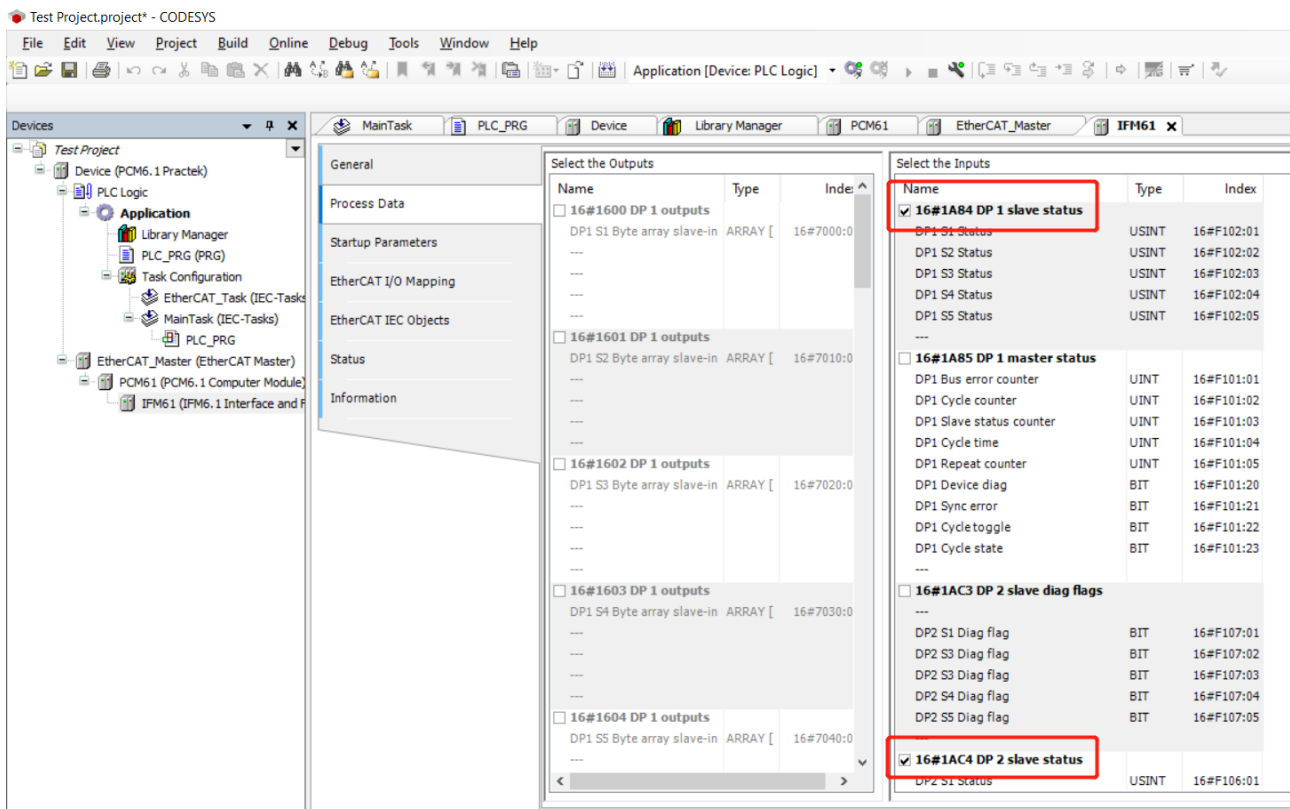 Test Project.project* - CODESYS
File Edit View Project Build Online Debug Tools Window Help
Application [Device: PLC Logic]
Devices
Test Project
Device (PCM6.1 Practek)
PLC Logic
Application
Library Manager
PLC_PRG (PRG)
Task Configuration
EtherCAT_Task (IEC-Tasks
MainTask (IEC-Tasks)
PLC_PRG
EtherCAT_Master (EtherCAT Master)
PCM61 (PCM6.1 Computer Module)
IFM61 (IFM6.1 Interface and F
MainTask PLC_PRG Device Library Manager PCM61 EtherCAT_Master IFM61
General
Process Data
Startup Parameters
EtherCAT I/O Mapping
EtherCAT IEC Objects
Status
Information
Select the Outputs
Name Type Index
16#1600 DP 1 outputs
DP1 S1 Byte array slave-in ARRAY [ 16#7000:0
---
---
---
---
16#1601 DP 1 outputs
DP1 S2 Byte array slave-in ARRAY [ 16#7010:0
---
---
---
---
16#1602 DP 1 outputs
DP1 S3 Byte array slave-in ARRAY [ 16#7020:0
---
---
---
---
16#1603 DP 1 outputs
DP1 S4 Byte array slave-in ARRAY [ 16#7030:0
---
---
---
---
16#1604 DP 1 outputs
DP1 S5 Byte array slave-in ARRAY [ 16#7040:0
---
Select the Inputs
Name Type Index
16#1A84 DP 1 slave status
DP1 S1 Status USINT 16#F102:01
DP1 S2 Status USINT 16#F102:02
DP1 S3 Status USINT 16#F102:03
DP1 S4 Status USINT 16#F102:04
DP1 S5 Status USINT 16#F102:05
---
16#1A85 DP 1 master status
DP1 Bus error counter UINT 16#F101:01
DP1 Cycle counter UINT 16#F101:02
DP1 Slave status counter UINT 16#F101:03
DP1 Cycle time UINT 16#F101:04
DP1 Repeat counter UINT 16#F101:05
DP1 Device diag BIT 16#F101:20
DP1 Sync error BIT 16#F101:21
DP1 Cycle toggle BIT 16#F101:22
DP1 Cycle state BIT 16#F101:23
---
16#1AC3 DP 2 slave diag flags
---
DP2 S1 Diag flag BIT 16#F107:01
DP2 S3 Diag flag BIT 16#F107:02
DP2 S3 Diag flag BIT 16#F107:03
DP2 S4 Diag flag BIT 16#F107:04
DP2 S5 Diag flag BIT 16#F107:05
---
16#1AC4 DP 2 slave status
DP2 S1 Status USINT 16#F106:01